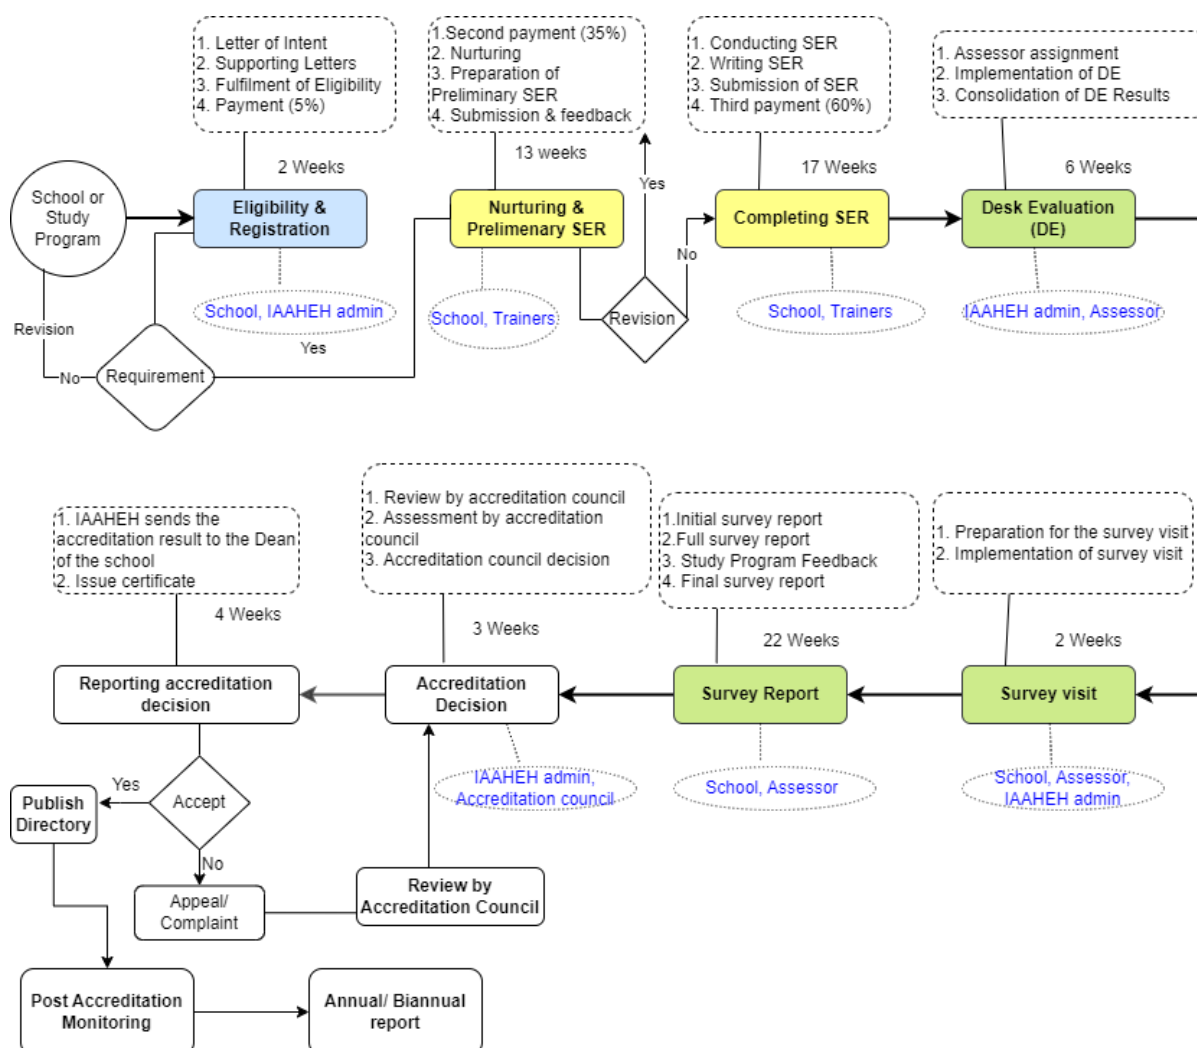 1. Letter of Intent
2. Supporting Letters
3. Fulfilment of Eligibility
4. Payment (5%)
1.Second payment (35%)
2. Nurturing
3. Preparation of
Preliminary SER
4. Submission & feedback
1. Conducting SER
2. Writing SER
3. Submission of SER
4. Third payment (60%)
1. Assessor assignment
2. Implementation of DE
3. Consolidation of DE Results
2 Weeks
13 weeks
17 Weeks
6 Weeks
School or
Study
Program
Eligibility &
Registration
Nurturing &
Prelimenary SER
Yes
Completing SER
Desk Evaluation
(DE)
No
School, IAAHEH admin
School, Trainers
Revision
School, Trainers
IAAHEH admin, Assessor
Revision
Yes
No
Requirement
1. IAAHEH sends the
accreditation result to the Dean
of the school
2. Issue certificate
1. Review by accreditation council
2. Assessment by accreditation
council
3. Accreditation council decision
1.Initial survey report
2.Full survey report
3. Study Program Feedback
4. Final survey report
1. Preparation for the survey visit
2. Implementation of survey visit
4 Weeks
3 Weeks
22 Weeks
2 Weeks
Reporting accreditation
decision
Accreditation
Decision
Survey Report
Survey visit
IAAHEH admin,
Accreditation council
School, Assessor
School, Assessor,
IAAHEH admin
Yes
Accept
Publish
Directory
No
Appeal/
Complaint
Review by
Accreditation Council
Post Accreditation
Monitoring
Annual/ Biannual
report